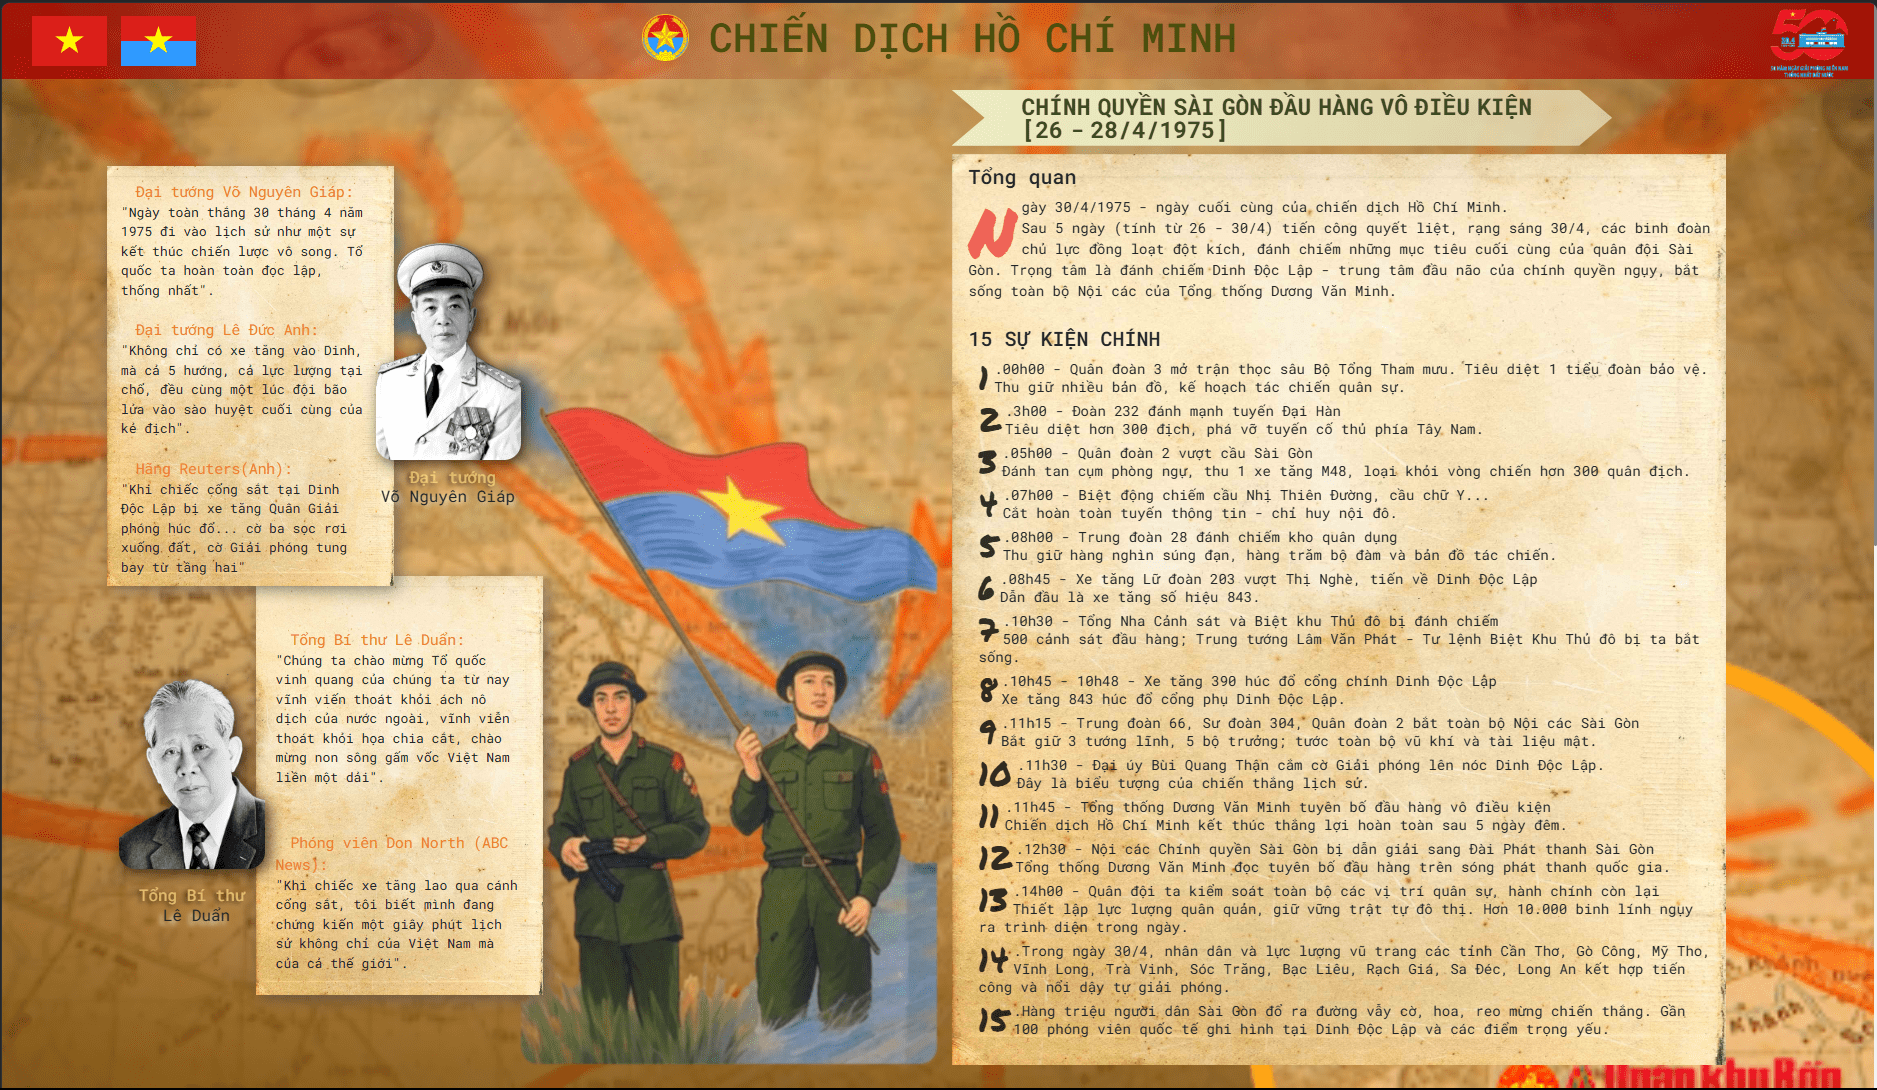 CHIẾN DỊCH HỒ CHÍ MINH
50
50 NĂM NGÀY GIẢI PHÓNG MIỀN NAM
THỐNG NHẤT ĐẤT NƯỚC
Đại tướng Võ Nguyên Giáp:
"Ngày toàn thắng 30 tháng 4 năm
1975 đi vào lịch sử như một sự
kết thúc chiến lược vô song. Tổ
quốc ta hoàn toàn độc lập,
thống nhất".
Đại tướng Lê Đức Anh:
"Không chỉ có xe tăng vào Dinh,
mà cả 5 hướng, cả lực lượng tại
chỗ, đều cùng một lúc dội bão
lửa vào sào huyệt cuối cùng của
kẻ địch".
Hãng Reuters(Anh):
"Khi chiếc cổng sắt tại Dinh
Độc Lập bị xe tăng Quân Giải
phóng húc đổ... cờ ba sọc rơi
xuống đất, cờ Giải phóng tung
bay từ tầng hai"
Đại tướng
Võ Nguyên Giáp
Tổng Bí thư Lê Duẩn:
"Chúng ta chào mừng Tổ quốc
vinh quang của chúng ta từ nay
vĩnh viễn thoát khỏi ách nô
dịch của nước ngoài, vĩnh viễn
thoát khỏi họa chia cắt, chào
mừng non sông gấm vóc Việt Nam
liền một dải".
Phóng viên Don North (ABC
News):
"Khi chiếc xe tăng lao qua cánh
cổng sắt, tôi biết mình đang
chứng kiến một giây phút lịch
sử không chỉ của Việt Nam mà
của cả thế giới".
Tổng Bí thư
Lê Duẩn
CHÍNH QUYỀN SÀI GÒN ĐẦU HÀNG VÔ ĐIỀU KIỆN
[26 - 28/4/1975]
Tổng quan
Ngày 30/4/1975 - ngày cuối cùng của chiến dịch Hồ Chí Minh.
Sau 5 ngày (tính từ 26 - 30/4) tiến công quyết liệt, rạng sáng 30/4, các binh đoàn
chủ lực đồng loạt đột kích, đánh chiếm những mục tiêu cuối cùng của quân đội Sài
Gòn. Trọng tâm là đánh chiếm Dinh Độc Lập - trung tâm đầu não của chính quyền ngụy, bắt
sống toàn bộ Nội các của Tổng thống Dương Văn Minh.
15 SỰ KIỆN CHÍNH
1.00h00 - Quân đoàn 3 mở trận thọc sâu Bộ Tổng Tham mưu. Tiêu diệt 1 tiểu đoàn bảo vệ.
Thu giữ nhiều bản đồ, kế hoạch tác chiến quân sự.
2.3h00 - Đoàn 232 đánh mạnh tuyến Đại Hàn
Tiêu diệt hơn 300 địch, phá vỡ tuyến cố thủ phía Tây Nam.
3.05h00 - Quân đoàn 2 vượt cầu Sài Gòn
Đánh tan cụm phòng ngự, thu 1 xe tăng M48, loại khỏi vòng chiến hơn 300 quân địch.
4.07h00 - Biệt động chiếm cầu Nhị Thiên Đường, cầu chữ Y...
Cắt hoàn toàn tuyến thông tin - chỉ huy nội đô.
5.08h00 - Trung đoàn 28 đánh chiếm kho quân dụng
Thu giữ hàng nghìn súng đạn, hàng trăm bộ đàm và bản đồ tác chiến.
6.08h45 - Xe tăng Lữ đoàn 203 vượt Thị Nghè, tiến về Dinh Độc Lập
Dẫn đầu là xe tăng số hiệu 843.
7.10h30 - Tổng Nha Cảnh sát và Biệt khu Thủ đô bị đánh chiếm
500 cảnh sát đầu hàng; Trung tướng Lâm Văn Phát - Tư lệnh Biệt Khu Thủ đô bị ta bắt
sống.
8.10h45 - 10h48 - Xe tăng 390 húc đổ cổng chính Dinh Độc Lập
Xe tăng 843 húc đổ cổng phụ Dinh Độc Lập.
9.11h15 - Trung đoàn 66, Sư đoàn 304, Quân đoàn 2 bắt toàn bộ Nội các Sài Gòn
Bắt giữ 3 tướng lĩnh, 5 bộ trưởng; tước toàn bộ vũ khí và tài liệu mật.
10.11h30 - Đại úy Bùi Quang Thận cắm cờ Giải phóng lên nóc Dinh Độc Lập.
Đây là biểu tượng của chiến thắng lịch sử.
11.11h45 - Tổng thống Dương Văn Minh tuyên bố đầu hàng vô điều kiện
Chiến dịch Hồ Chí Minh kết thúc thắng lợi hoàn toàn sau 5 ngày đêm.
12.12h30 - Nội các Chính quyền Sài Gòn bị dẫn giải sang Đài Phát thanh Sài Gòn
Tổng thống Dương Văn Minh đọc tuyên bố đầu hàng trên sóng phát thanh quốc gia.
13.14h00 - Quân đội ta kiểm soát toàn bộ các vị trí quân sự, hành chính còn lại
Thiết lập lực lượng quân quản, giữ vững trật tự đô thị. Hơn 10.000 binh lính ngụy
ra trình diện trong ngày.
14.Trong ngày 30/4, nhân dân và lực lượng vũ trang các tỉnh Cần Thơ, Gò Công, Mỹ Tho,
Vĩnh Long, Trà Vinh, Sóc Trăng, Bạc Liêu, Rạch Giá, Sa Đéc, Long An kết hợp tiến
công và nổi dậy tự giải phóng.
15.Hàng triệu người dân Sài Gòn đổ ra đường vẫy cờ, hoa, reo mừng chiến thắng. Gần
100 phóng viên quốc tế ghi hình tại Dinh Độc Lập và các điểm trọng yếu.
Khánh